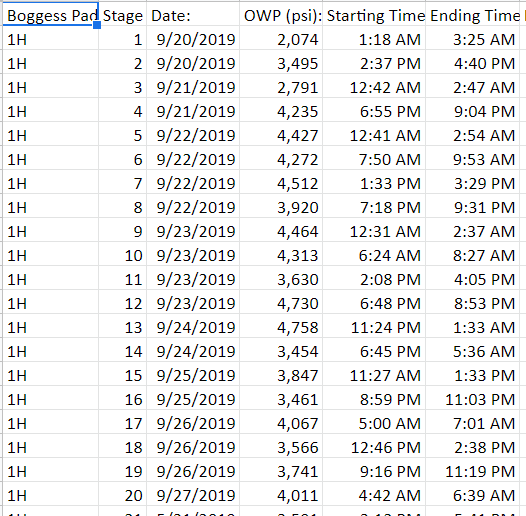 Boggess Pad Stage Date: OWP (psi): Starting Time Ending Time
1H 1 9/20/2019 2,074 1:18 AM 3:25 AM
1H 2 9/20/2019 3,495 2:37 PM 4:40 PM
1H 3 9/21/2019 2,791 12:42 AM 2:47 AM
1H 4 9/21/2019 4,235 6:55 PM 9:04 PM
1H 5 9/22/2019 4,427 12:41 AM 2:54 AM
1H 6 9/22/2019 4,272 7:50 AM 9:53 AM
1H 7 9/22/2019 4,512 1:33 PM 3:29 PM
1H 8 9/22/2019 3,920 7:18 PM 9:31 PM
1H 9 9/23/2019 4,464 12:31 AM 2:37 AM
1H 10 9/23/2019 4,313 6:24 AM 8:27 AM
1H 11 9/23/2019 3,630 2:08 PM 4:05 PM
1H 12 9/23/2019 4,730 6:48 PM 8:53 PM
1H 13 9/24/2019 4,758 11:24 PM 1:33 AM
1H 14 9/24/2019 3,454 6:45 PM 5:36 AM
1H 15 9/25/2019 3,847 11:27 AM 1:33 PM
1H 16 9/25/2019 3,461 8:59 PM 11:03 PM
1H 17 9/26/2019 4,067 5:00 AM 7:01 AM
1H 18 9/26/2019 3,566 12:46 PM 2:38 PM
1H 19 9/26/2019 3,741 9:16 PM 11:19 PM
1H 20 9/27/2019 4,011 4:42 AM 6:39 AM